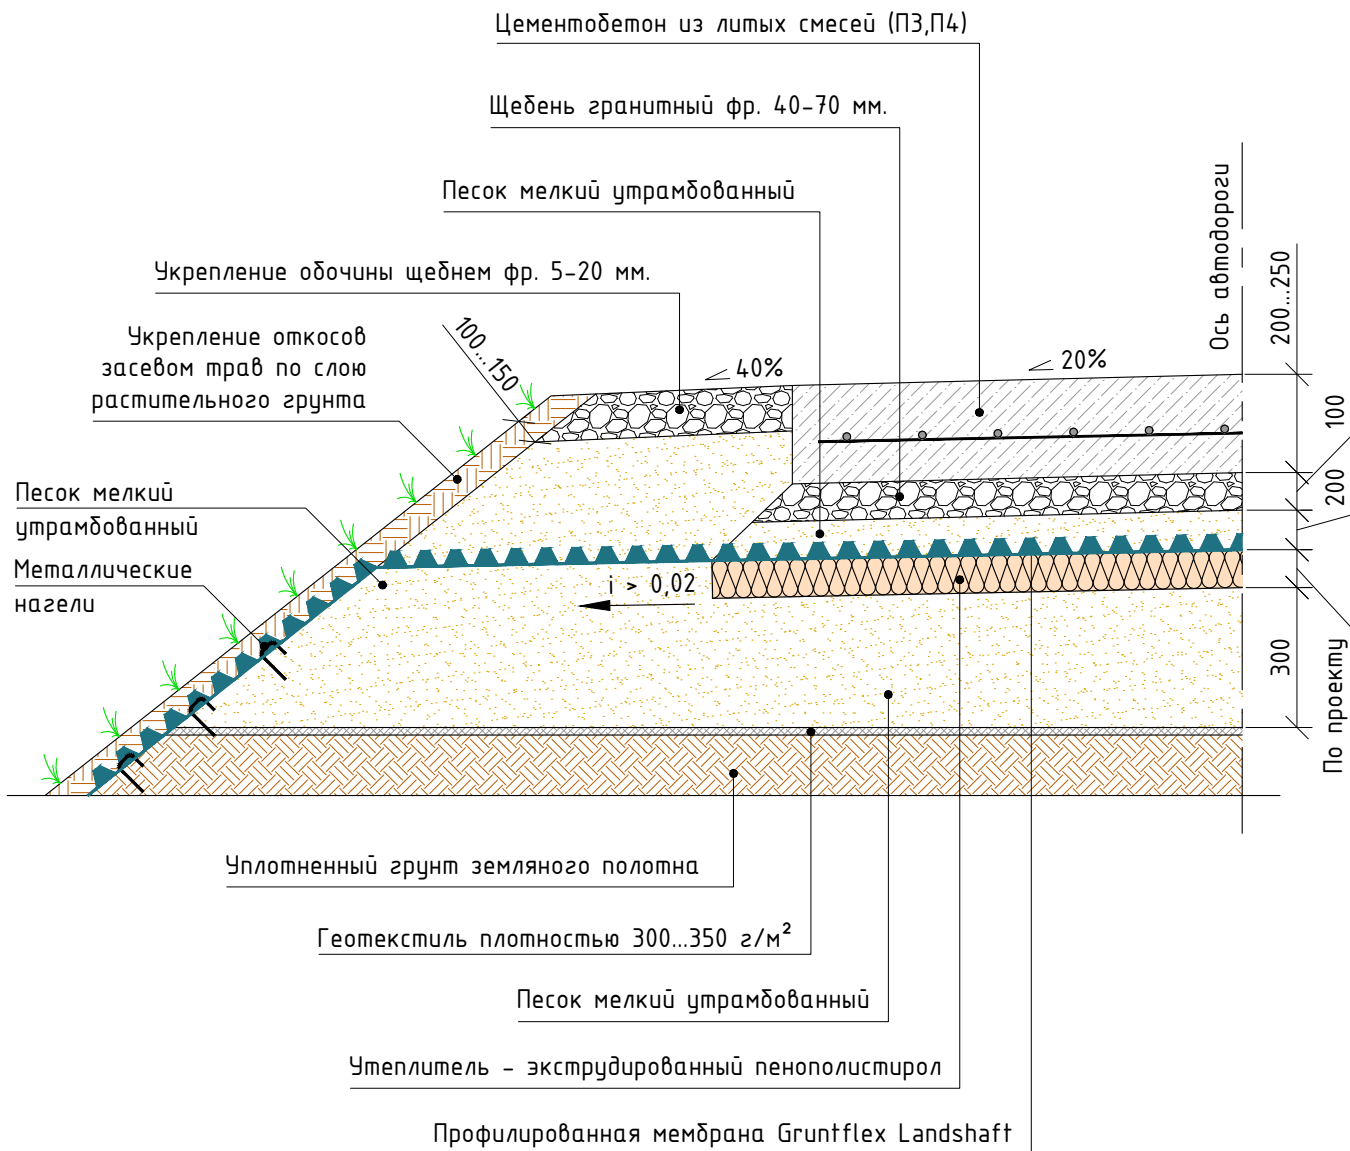 Цементобетон из литых смесей (П3,П4)
Щебень гранитный фр. 40-70 мм.
Песок мелкий утрамбованный
Укрепление обочины щебнем фр. 5-20 мм.
Укрепление откосов
засевом трав по слою
растительного грунта
100...150
40%
20%
Ось автодороги
200...250
100
200
300
По проекту
Песок мелкий
утрамбованный
Металлические
нагели
i > 0,02
Уплотненный грунт земляного полотна
Геотекстиль плотностью 300...350 г/м²
Песок мелкий утрамбованный
Утеплитель - экструдированный пенополистирол
Профилированная мембрана Gruntflex Landshaft